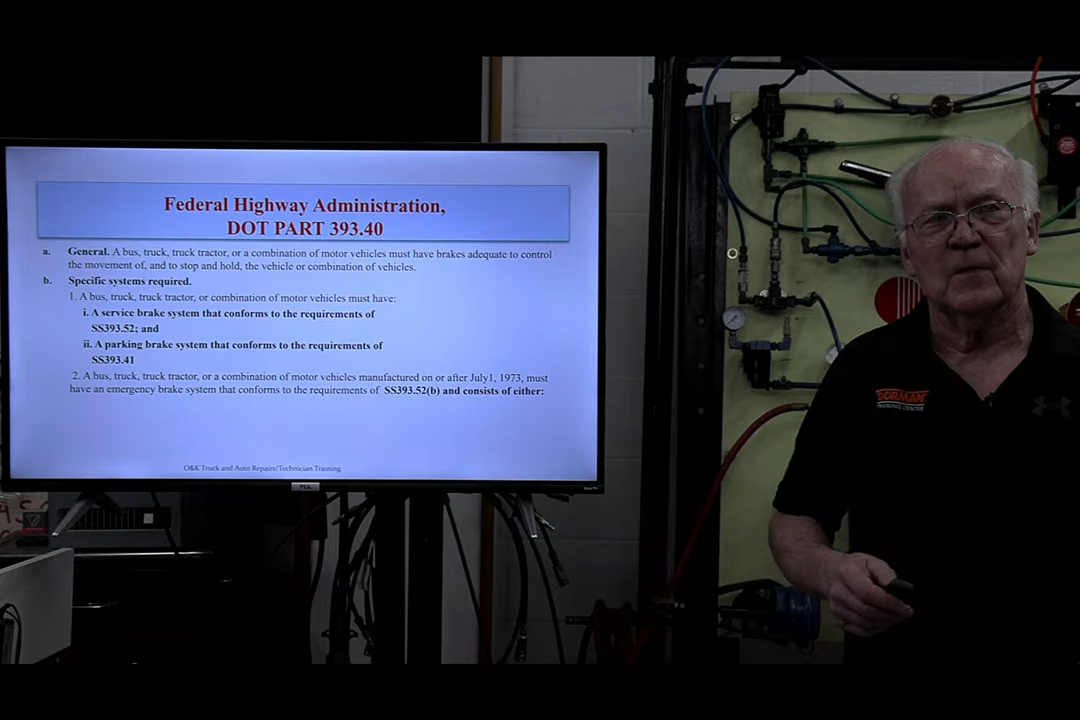 Federal Highway Administration,
DOT PART 393.40
a. General. A bus, truck, truck tractor, or a combination of motor vehicles must have brakes adequate to control
the movement of, and to stop and hold, the vehicle or combination of vehicles.
b. Specific systems required.
1. A bus, truck, truck tractor, or combination of motor vehicles must have:
i. A service brake system that conforms to the requirements of
SS393.52; and
ii. A parking brake system that conforms to the requirements of
SS393.41
2. A bus, truck, truck tractor, or a combination of motor vehicles manufactured on or after July1, 1973, must
have an emergency brake system that conforms to the requirements of SS393.52(b) and consists of either:
O&K Truck and Auto Repairs/Technician Training
TCL
DORMAN
TRAINING CENTER